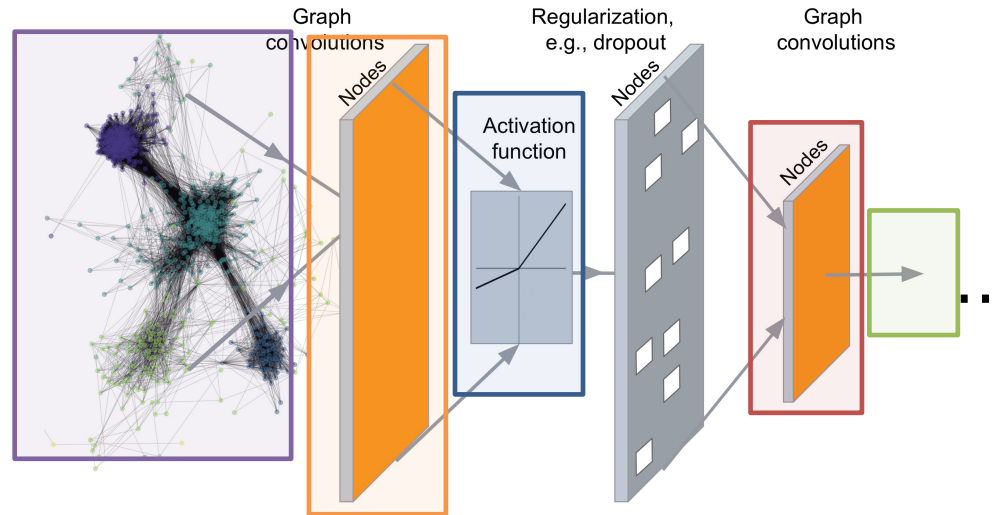 Graph
convolutions
Regularization,
e.g., dropout
Graph
convolutions
Nodes
Activation
function
Nodes
Nodes